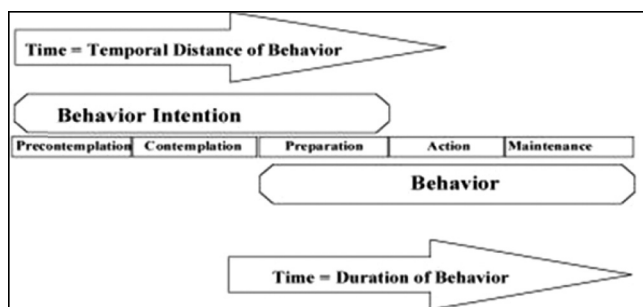 Time = Temporal Distance of Behavior
Behavior Intention
Precontemplation Contemplation Preparation Action Maintenance
Behavior
Time = Duration of Behavior